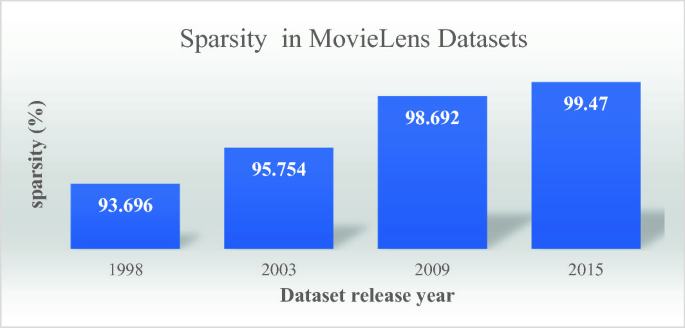 Sparsity in MovieLens Datasets
sparsity (%)
93.696
95.754
98.692
99.47
1998
2003
2009
2015
Dataset release year